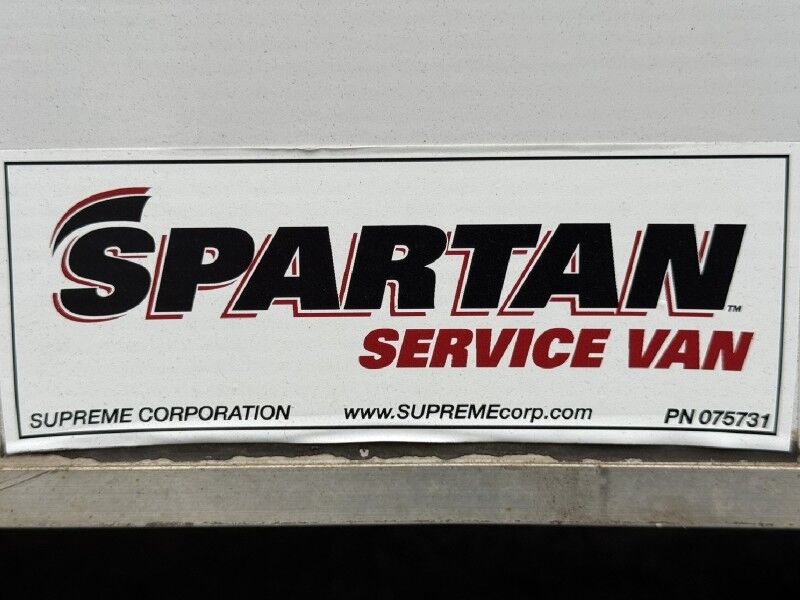 SPARTAN™
SERVICE VAN
SUPREME CORPORATION www.SUPREMEcorp.com PN 075731